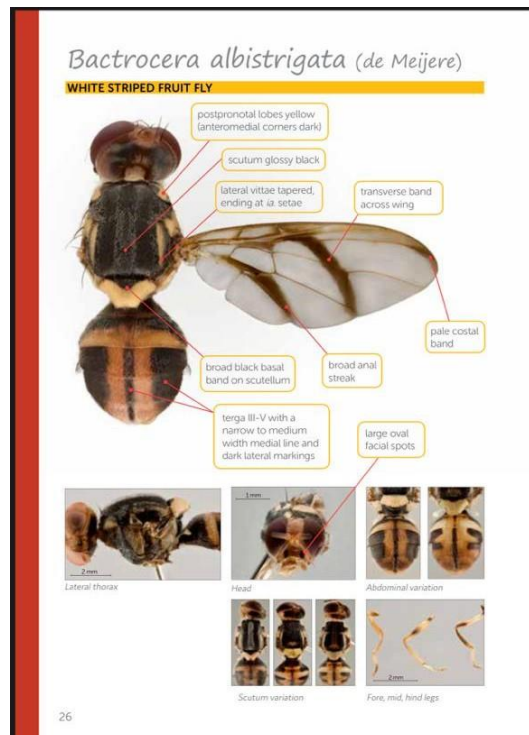 Bactrocera albistrigata (de Meijere)
WHITE STRIPED FRUIT FLY
postpronotal lobes yellow
(anteromedial corners dark)
scutum glossy black
lateral vittae tapered,
ending at ia. setae
transverse band
across wing
pale costal
band
broad black basal
band on scutellum
broad anal
streak
terga III-V with a
narrow to medium
width medial line and
dark lateral markings
large oval
facial spots
2 mm
Lateral thorax
1 mm
Head
Abdominal variation
Scutum variation
2 mm
Fore, mid, hind legs
26